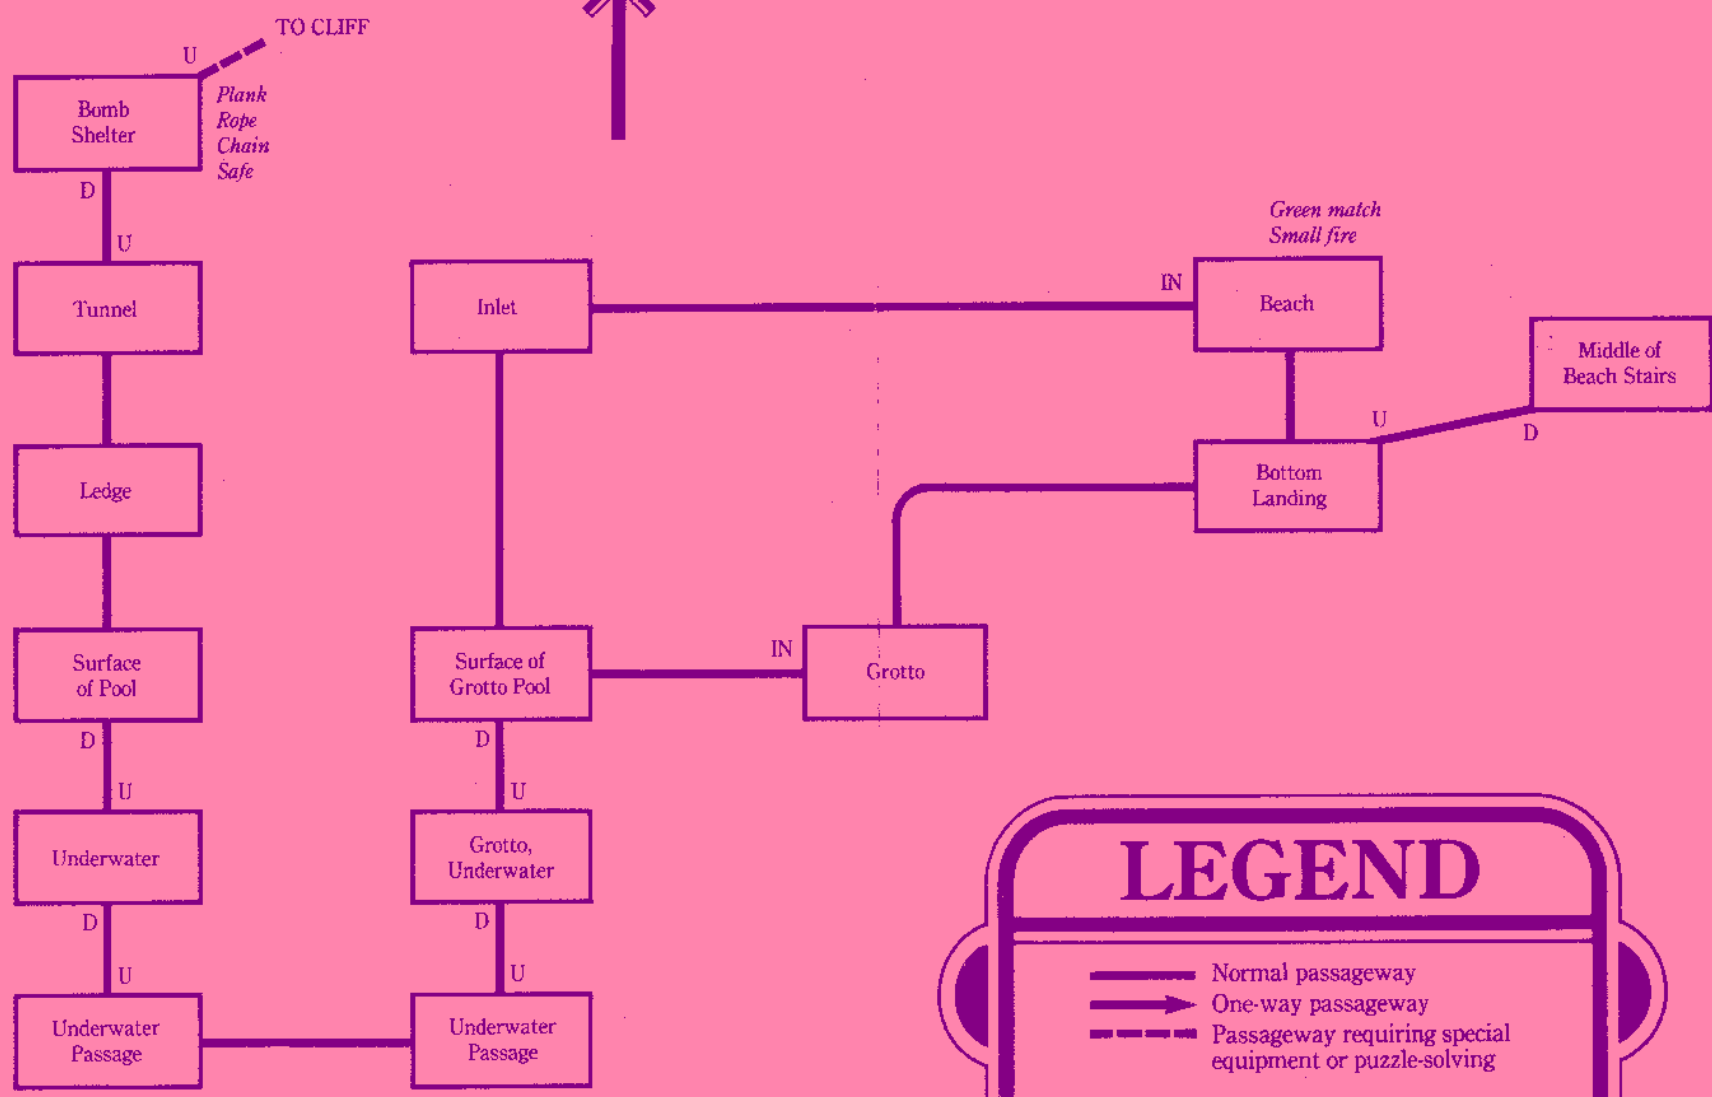 TO CLIFF
U
Bomb
Shelter
Plank
Rope
Chain
Safe
D
U
Tunnel
Ledge
Surface
of Pool
D
U
Underwater
D
U
Underwater
Passage
Inlet
Surface of
Grotto Pool
D
U
Grotto,
Underwater
D
U
Underwater
Passage
IN
Grotto
Green match
Small fire
IN
Beach
Middle of
Beach Stairs
U
D
Bottom
Landing
LEGEND
Normal passageway
One-way passageway
Passageway requiring special
equipment or puzzle-solving